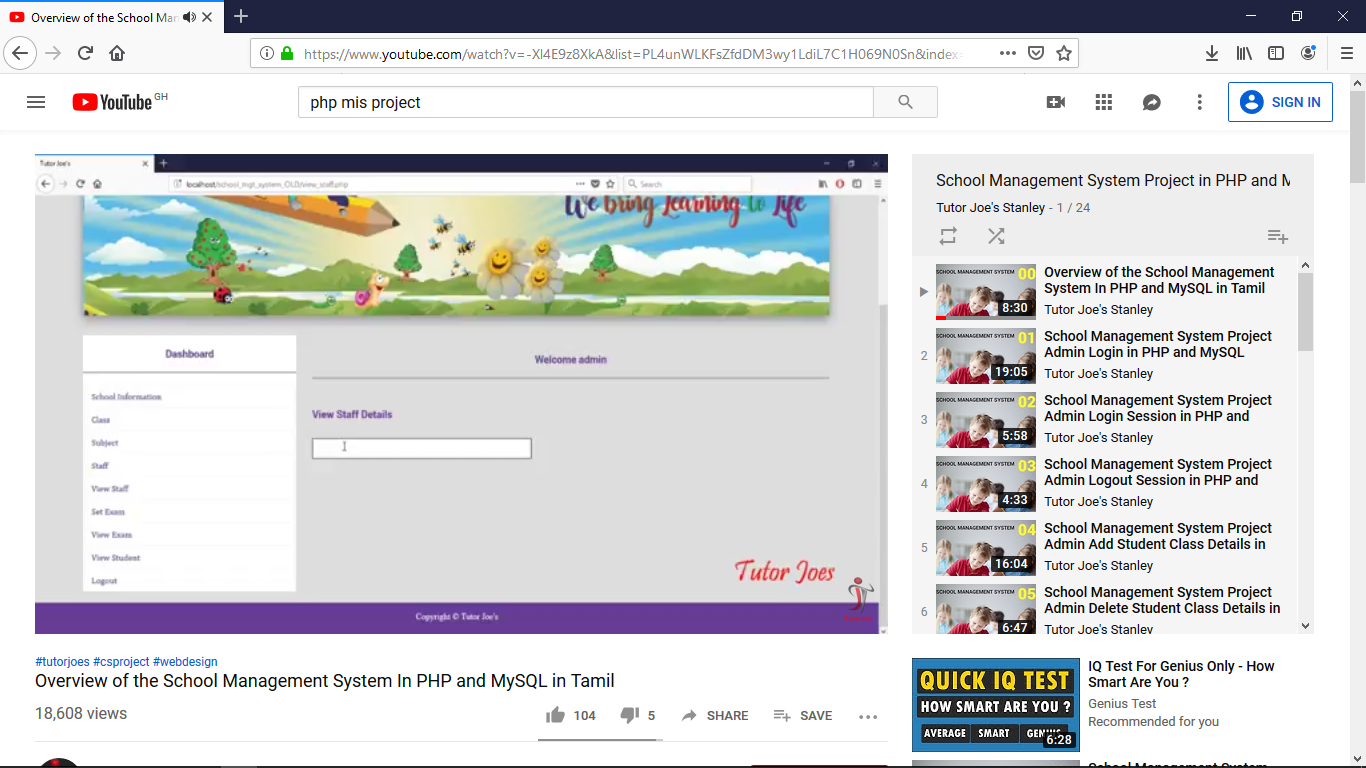 Overview of the School Man
https://www.youtube.com/watch?v=-Xl4E9z8XkA&list=PL4unWLKFsZfdDM3wy1LdiL7C1H069N0Sn&index=
YouTube GH
php mis project
SIGN IN
Tutor Joe's
localhost/school_mgt_system_OLD/view_staff.php
Search
We Bring Learning to Life
Dashboard
School Information
Class
Subject
Staff
View Staff
Set Exam
View Exam
View Student
Logout
Welcome admin
View Staff Details
Tutor Joes
Copyright © Tutor Joe's
#tutorjoes #csproject #webdesign
Overview of the School Management System In PHP and MySQL in Tamil
18,608 views
104
5
SHARE
SAVE
School Management System Project in PHP and M
Tutor Joe's Stanley - 1 / 24
SCHOOL MANAGEMENT SYSTEM 00
8:30
Overview of the School Management
System In PHP and MySQL in Tamil
Tutor Joe's Stanley
2
SCHOOL MANAGEMENT SYSTEM 01
19:05
School Management System Project
Admin Login in PHP and MySQL
Tutor Joe's Stanley
3
SCHOOL MANAGEMENT SYSTEM 02
5:58
School Management System Project
Admin Login Session in PHP and
Tutor Joe's Stanley
4
SCHOOL MANAGEMENT SYSTEM 03
4:33
School Management System Project
Admin Logout Session in PHP and
Tutor Joe's Stanley
5
SCHOOL MANAGEMENT SYSTEM 04
16:04
School Management System Project
Admin Add Student Class Details in
Tutor Joe's Stanley
6
SCHOOL MANAGEMENT SYSTEM 05
6:47
School Management System Project
Admin Delete Student Class Details in
Tutor Joe's Stanley
QUICK IQ TEST
HOW SMART ARE YOU ?
AVERAGE SMART GENIUS
6:28
IQ Test For Genius Only - How
Smart Are You ?
Genius Test
Recommended for you
School Management System